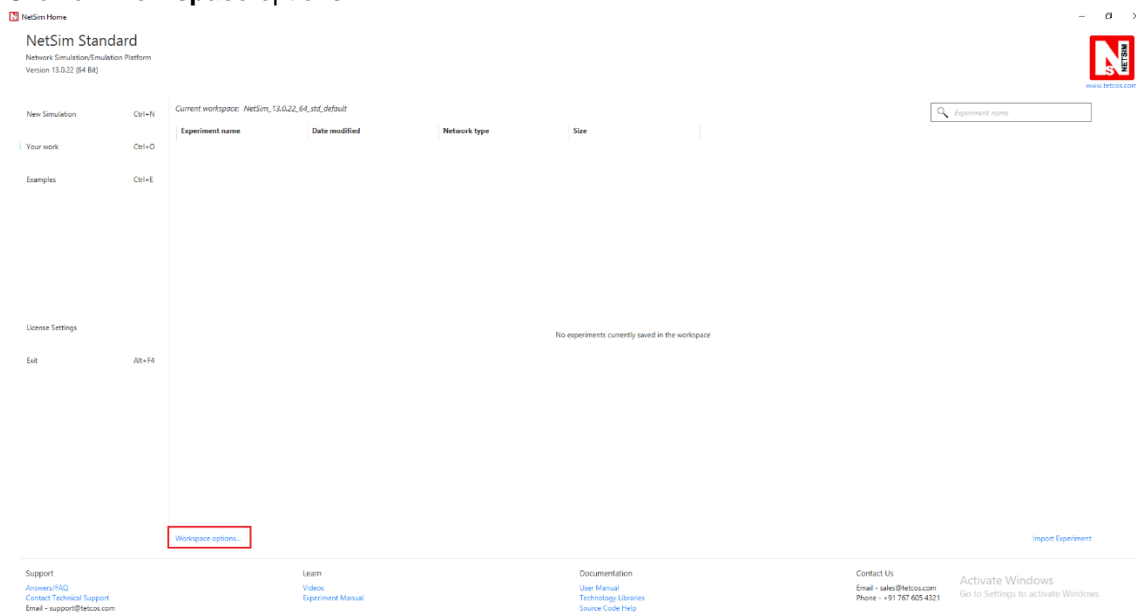 NetSim Home
NetSim Standard
Network Simulation/Emulation Platform
Version 13.0.22 (64 Bit)
NETSIM
www.tetcos.com
New Simulation Ctrl+N
Your work Ctrl+O
Examples Ctrl+E
License Settings
Exit Alt+F4
Current workspace: NetSim_13.0.22_64_std_default
Experiment name
Experiment name Date modified Network type Size
No experiments currently saved in the workspace
Workspace options... Import Experiment
Support
Answers/FAQ
Contact Technical Support
Email - support@tetcos.com
Learn
Videos
Experiment Manual
Documentation
User Manual
Technology Libraries
Source Code Help
Contact Us
Email - sales@tetcos.com
Phone - +91 767 605 4321
Activate Windows
Go to Settings to activate Windows.